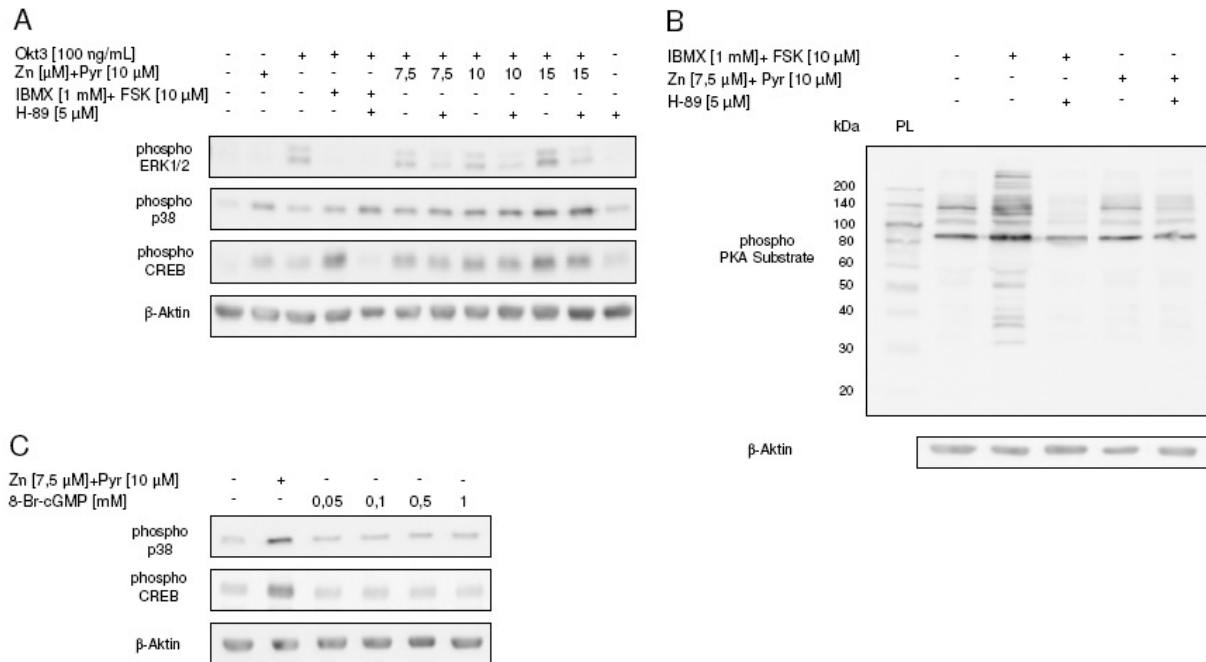 A
Okt3 [100 ng/mL] - - + + + + + + + + + -
Zn [µM]+Pyr [10 µM] - + - - - 7,5 7,5 10 10 15 15 -
IBMX [1 mM]+ FSK [10 µM] - - - + + - - - - - - -
H-89 [5 µM] - - - - + - + - + - + +
phospho
ERK1/2
phospho
p38
phospho
CREB
β-Aktin
B
IBMX [1 mM]+ FSK [10 µM] - + + - -
Zn [7,5 µM]+ Pyr [10 µM] - - - + +
H-89 [5 µM] - - + - +
kDa PL
200
140
100
80
60
50
40
30
20
phospho
PKA Substrate
β-Aktin
C
Zn [7,5 µM]+Pyr [10 µM] - + - - - -
8-Br-cGMP [mM] - - 0,05 0,1 0,5 1
phospho
p38
phospho
CREB
β-Aktin